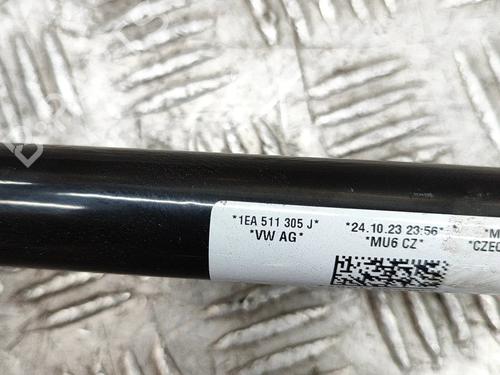 *1EA 511 305 J*
*VW AG*
*24.10.23 23:56*
*MU6 CZ*